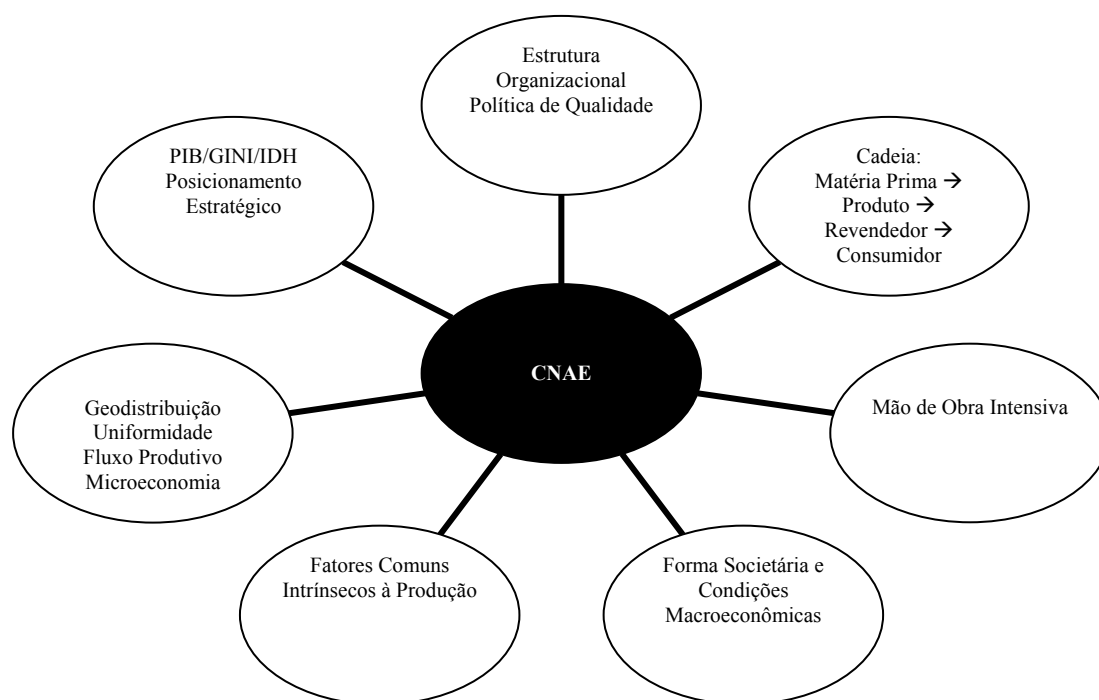 Estrutura
Organizacional
Política de Qualidade
PIB/GINI/IDH
Posicionamento
Estratégico
Cadeia:
Matéria Prima →
Produto →
Revendedor →
Consumidor
CNAE
Geodistribuição
Uniformidade
Fluxo Produtivo
Microeconomia
Mão de Obra Intensiva
Fatores Comuns
Intrínsecos à Produção
Forma Societária e
Condições
Macroeconômicas